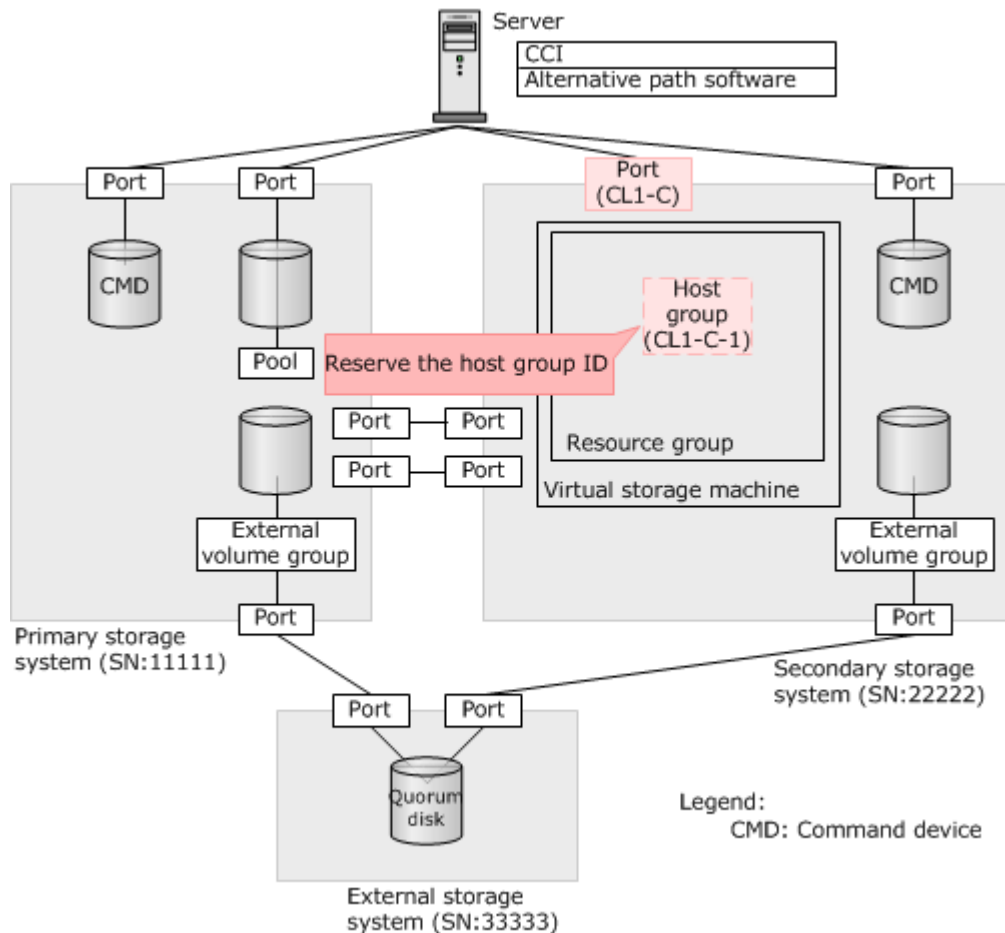 Server
CCI
Alternative path software
Port
Port
Port
(CL1-C)
Port
CMD
CMD
Host
group
(CL1-C-1)
Pool
Reserve the host group ID
Port
Port
Port
Port
Resource group
Virtual storage machine
External
volume group
External
volume group
Port
Port
Primary storage
system (SN:11111)
Secondary storage
system (SN:22222)
Port
Port
Quorum
disk
Legend:
CMD: Command device
External storage
system (SN:33333)